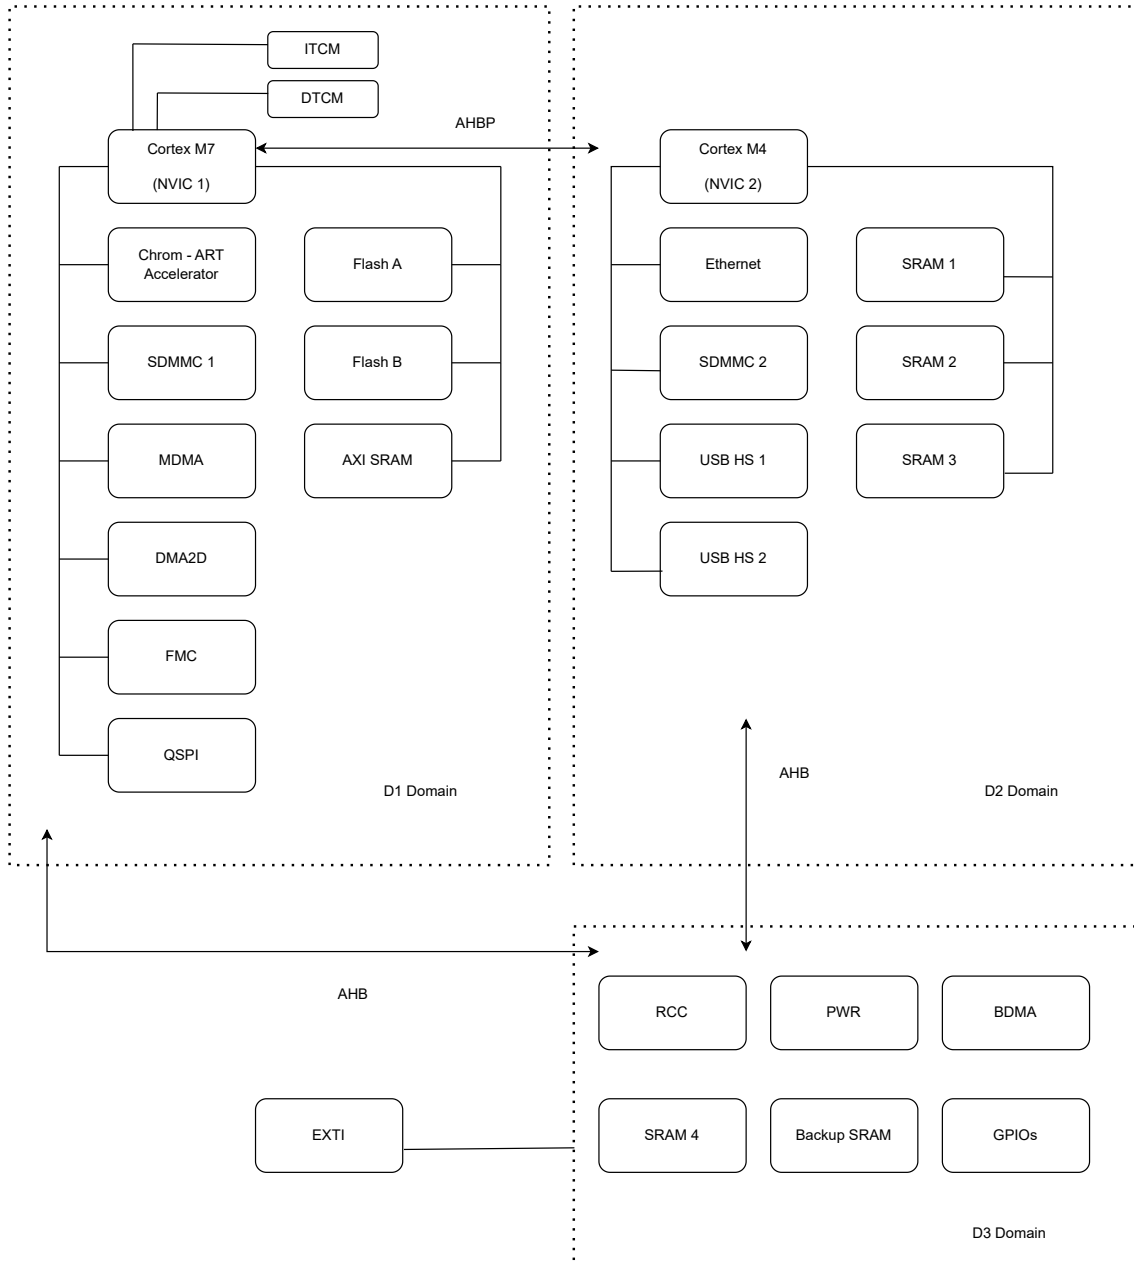 ITCM
DTCM
AHBP
Cortex M7
(NVIC 1)
Cortex M4
(NVIC 2)
Chrom - ART
Accelerator
Flash A
Ethernet
SRAM 1
SDMMC 1
Flash B
SDMMC 2
SRAM 2
MDMA
AXI SRAM
USB HS 1
SRAM 3
DMA2D
USB HS 2
FMC
QSPI
AHB
D1 Domain
D2 Domain
AHB
RCC
PWR
BDMA
EXTI
SRAM 4
Backup SRAM
GPIOs
D3 Domain